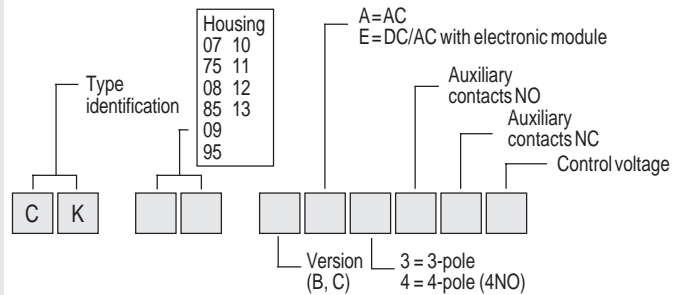 Housing
07 10
75 11
08 12
85 13
09
95
A=AC
E=DC/AC with electronic module
Type
identification
Auxiliary
contacts NO
Auxiliary
contacts NC
Control voltage
C K
Version
(B, C)
3 = 3-pole
4 = 4-pole (4NO)